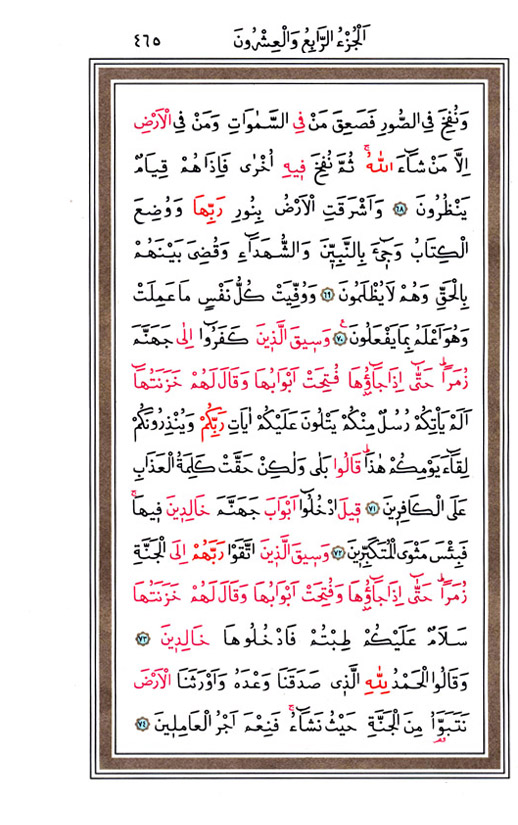 اَلْجُزْءُ الرَّابِعُ وَالْعِشْرُونَ ٤٦٥
وَنُفِخَ فِي الصُّورِ فَصَعِقَ مَنْ فِي السَّمٰوَاتِ وَمَنْ فِي الْاَرْضِ
اِلَّا مَنْ شَٓاءَ اللّٰهُۜ ثُمَّ نُفِخَ ف۪يهِ اُخْرٰى فَاِذَا هُمْ قِيَامٌ
يَنْظُرُونَ ﴿٦٨﴾ وَاَشْرَقَتِ الْاَرْضُ بِنُورِ رَبِّهَا وَوُضِعَ
الْكِتَابُ وَج۪ٓيءَ بِالنَّبِيّ۪نَ وَالشُّهَدَٓاءِ وَقُضِيَ بَيْنَهُمْ
بِالْحَقِّ وَهُمْ لَا يُظْلَمُونَ ﴿٦٩﴾ وَوُفِّيَتْ كُلُّ نَفْسٍ مَا عَمِلَتْ
وَهُوَ اَعْلَمُ بِمَا يَفْعَلُونَ۟ ﴿٧٠﴾ وَس۪يقَ الَّذ۪ينَ كَفَرُٓوا اِلٰى جَهَنَّمَ
زُمَرًاۜ حَتّٰٓى اِذَا جَٓاؤُ۫هَا فُتِحَتْ اَبْوَابُهَا وَقَالَ لَهُمْ خَزَنَتُهَٓا
اَلَمْ يَأْتِكُمْ رُسُلٌ مِنْكُمْ يَتْلُونَ عَلَيْكُمْ اٰيَاتِ رَبِّكُمْ وَيُنْذِرُونَكُمْ
لِقَٓاءَ يَوْمِكُمْ هٰذَاۜ قَالُوا بَلٰى وَلٰكِنْ حَقَّتْ كَلِمَةُ الْعَذَابِ
عَلَى الْكَافِر۪ينَ ﴿٧١﴾ ق۪يلَ ادْخُلُٓوا اَبْوَابَ جَهَنَّمَ خَالِد۪ينَ ف۪يهَاۚ
فَبِئْسَ مَثْوَى الْمُتَكَبِّر۪ينَ ﴿٧٢﴾ وَس۪يقَ الَّذ۪ينَ اتَّقَوْا رَبَّهُمْ اِلَى الْجَنَّةِ
زُمَرًاۜ حَتّٰٓى اِذَا جَٓاؤُ۫هَا وَفُتِحَتْ اَبْوَابُهَا وَقَالَ لَهُمْ خَزَنَتُهَا
سَلَامٌ عَلَيْكُمْ طِبْتُمْ فَادْخُلُوهَا خَالِد۪ينَ ﴿٧٣﴾
وَقَالُوا الْحَمْدُ لِلّٰهِ الَّذ۪ي صَدَقَنَا وَعْدَهُ وَاَوْرَثَنَا الْاَرْضَ
نَتَبَوَّاُ مِنَ الْجَنَّةِ حَيْثُ نَشَٓاءُۚ فَنِعْمَ اَجْرُ الْعَامِل۪ينَ ﴿٧٤﴾